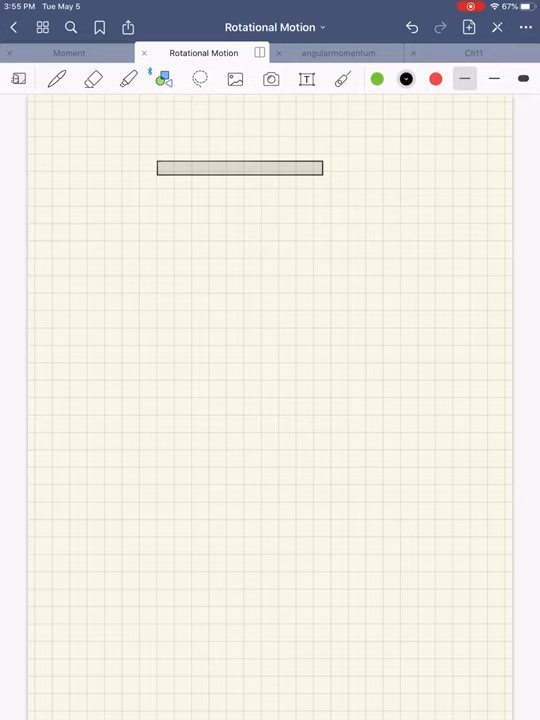 3:55 PM Tue May 5 67%
Rotational Motion
Moment Rotational Motion angularmomentum Ch11
T